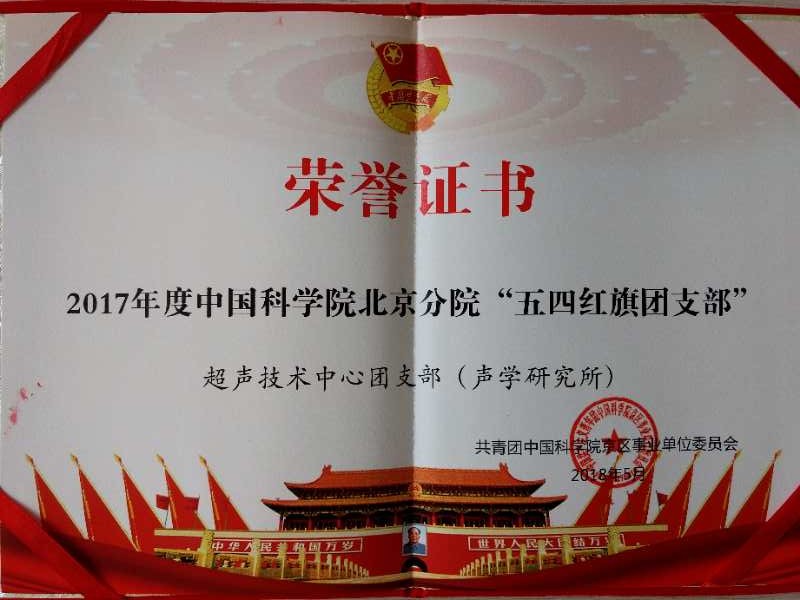 荣誉证书
2017年度中国科学院北京分院“五四红旗团支部”
超声技术中心团支部（声学研究所）
共青团中国科学院京区事业单位委员会
2018年5月
中华人民共和国万岁
世界人民大团结万岁